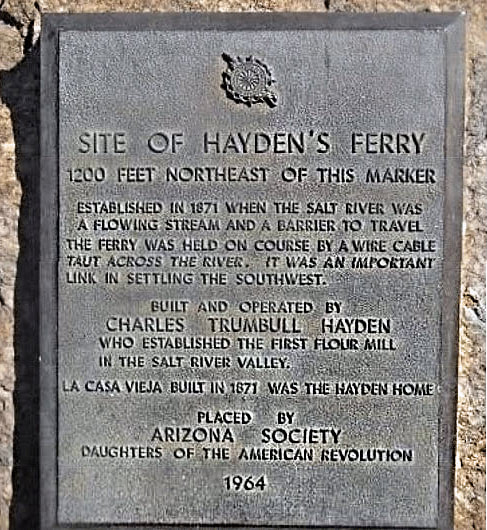 SITE OF HAYDEN'S FERRY
1200 FEET NORTHEAST OF THIS MARKER
ESTABLISHED IN 1871 WHEN THE SALT RIVER WAS
A FLOWING STREAM AND A BARRIER TO TRAVEL
THE FERRY WAS HELD ON COURSE BY A WIRE CABLE
TAUT ACROSS THE RIVER. IT WAS AN IMPORTANT
LINK IN SETTLING THE SOUTHWEST.
BUILT AND OPERATED BY
CHARLES TRUMBULL HAYDEN
WHO ESTABLISHED THE FIRST FLOUR MILL
IN THE SALT RIVER VALLEY.
LA CASA VIEJA BUILT IN 1871 WAS THE HAYDEN HOME
PLACED BY
ARIZONA SOCIETY
DAUGHTERS OF THE AMERICAN REVOLUTION
1964